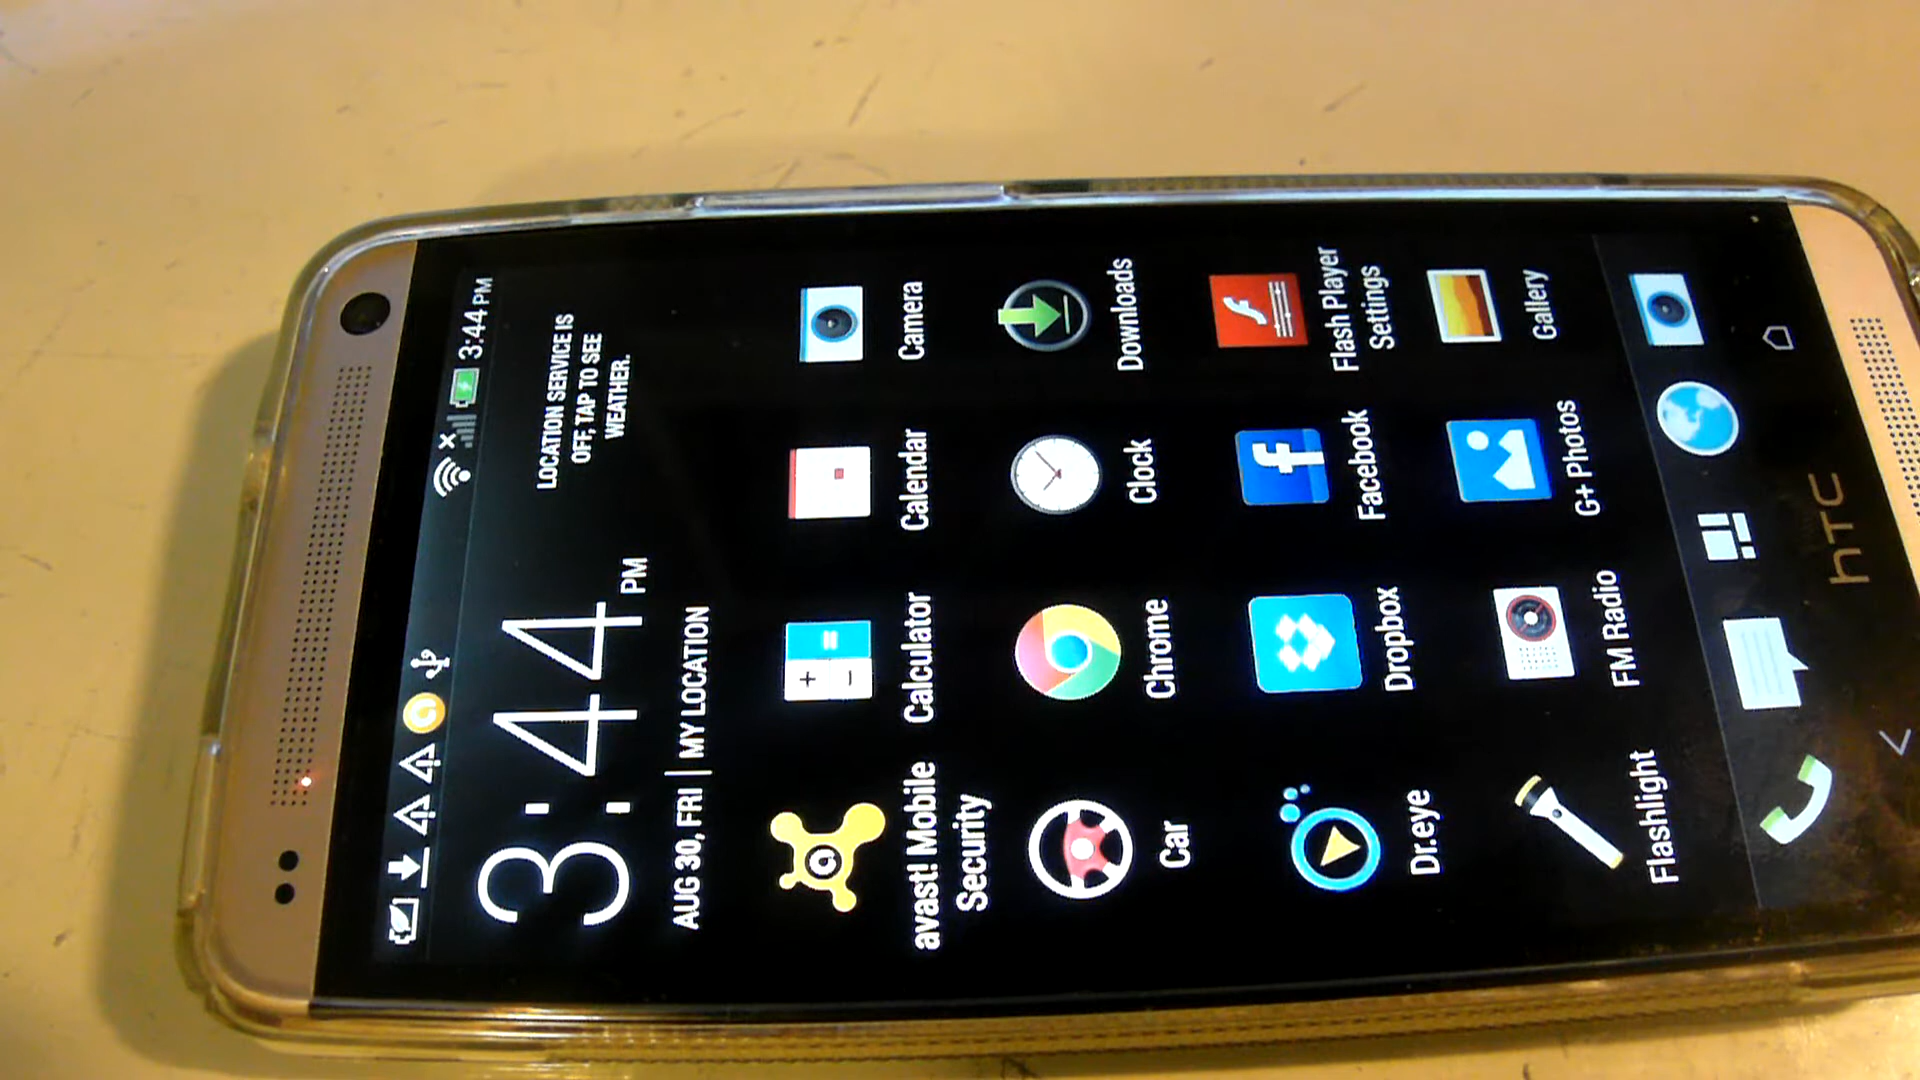 3:44 PM
3:44 PM
LOCATION SERVICE IS
OFF, TAP TO SEE
WEATHER.
AUG 30, FRI | MY LOCATION
avast! Mobile
Security
Calculator
Calendar
Camera
Car
Chrome
Clock
Downloads
Dr.eye
Dropbox
Facebook
Flash Player
Settings
Flashlight
FM Radio
G+ Photos
Gallery
hTC